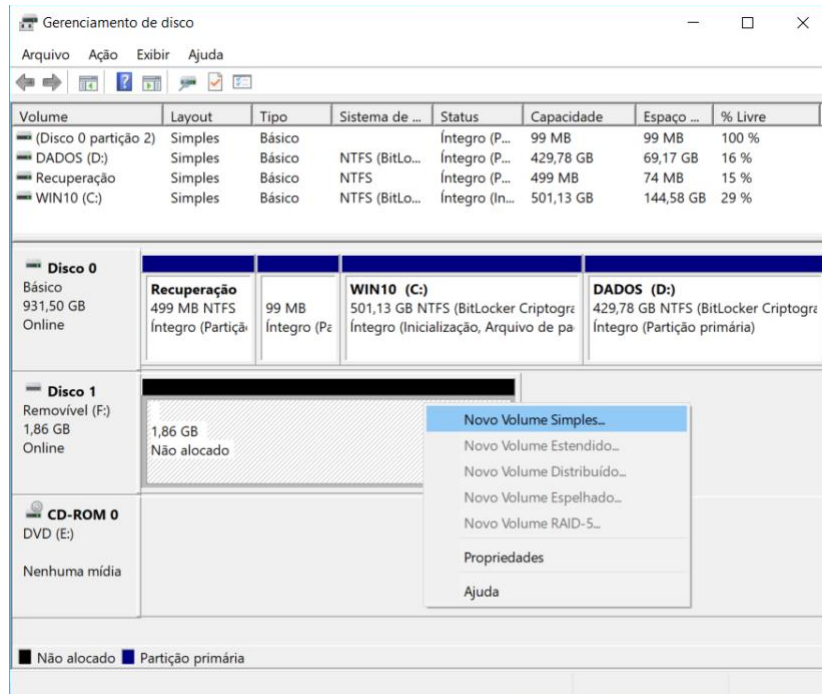 Gerenciamento de disco
Arquivo Ação Exibir Ajuda
Volume Layout Tipo Sistema de ... Status Capacidade Espaço ... % Livre
(Disco 0 partição 2) Simples Básico Íntegro (P... 99 MB 99 MB 100 %
DADOS (D:) Simples Básico NTFS (BitLo... Íntegro (P... 429,78 GB 69,17 GB 16 %
Recuperação Simples Básico NTFS Íntegro (P... 499 MB 74 MB 15 %
WIN10 (C:) Simples Básico NTFS (BitLo... Íntegro (In... 501,13 GB 144,58 GB 29 %
Disco 0
Básico
931,50 GB
Online
Recuperação
499 MB NTFS
Íntegro (Partiçã
99 MB
Íntegro (Pa
WIN10 (C:)
501,13 GB NTFS (BitLocker Criptogra
Íntegro (Inicialização, Arquivo de pa
DADOS (D:)
429,78 GB NTFS (BitLocker Criptogra
Íntegro (Partição primária)
Disco 1
Removível (F:)
1,86 GB
Online
1,86 GB
Não alocado
Novo Volume Simples...
Novo Volume Estendido...
Novo Volume Distribuído...
Novo Volume Espelhado...
Novo Volume RAID-5...
Propriedades
Ajuda
CD-ROM 0
DVD (E:)
Nenhuma mídia
Não alocado Partição primária